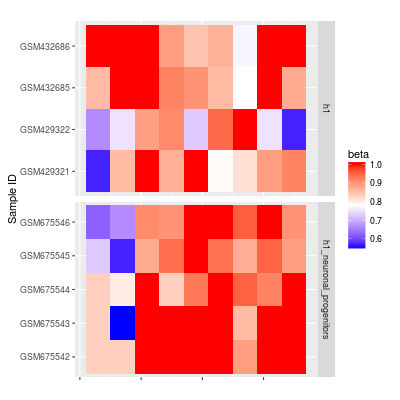 GSM432686
GSM432685
GSM429322
GSM429321
h1
GSM675546
GSM675545
GSM675544
GSM675543
GSM675542
h1_neuronal_progenitors
Sample ID
beta
1.0
0.9
0.8
0.7
0.6